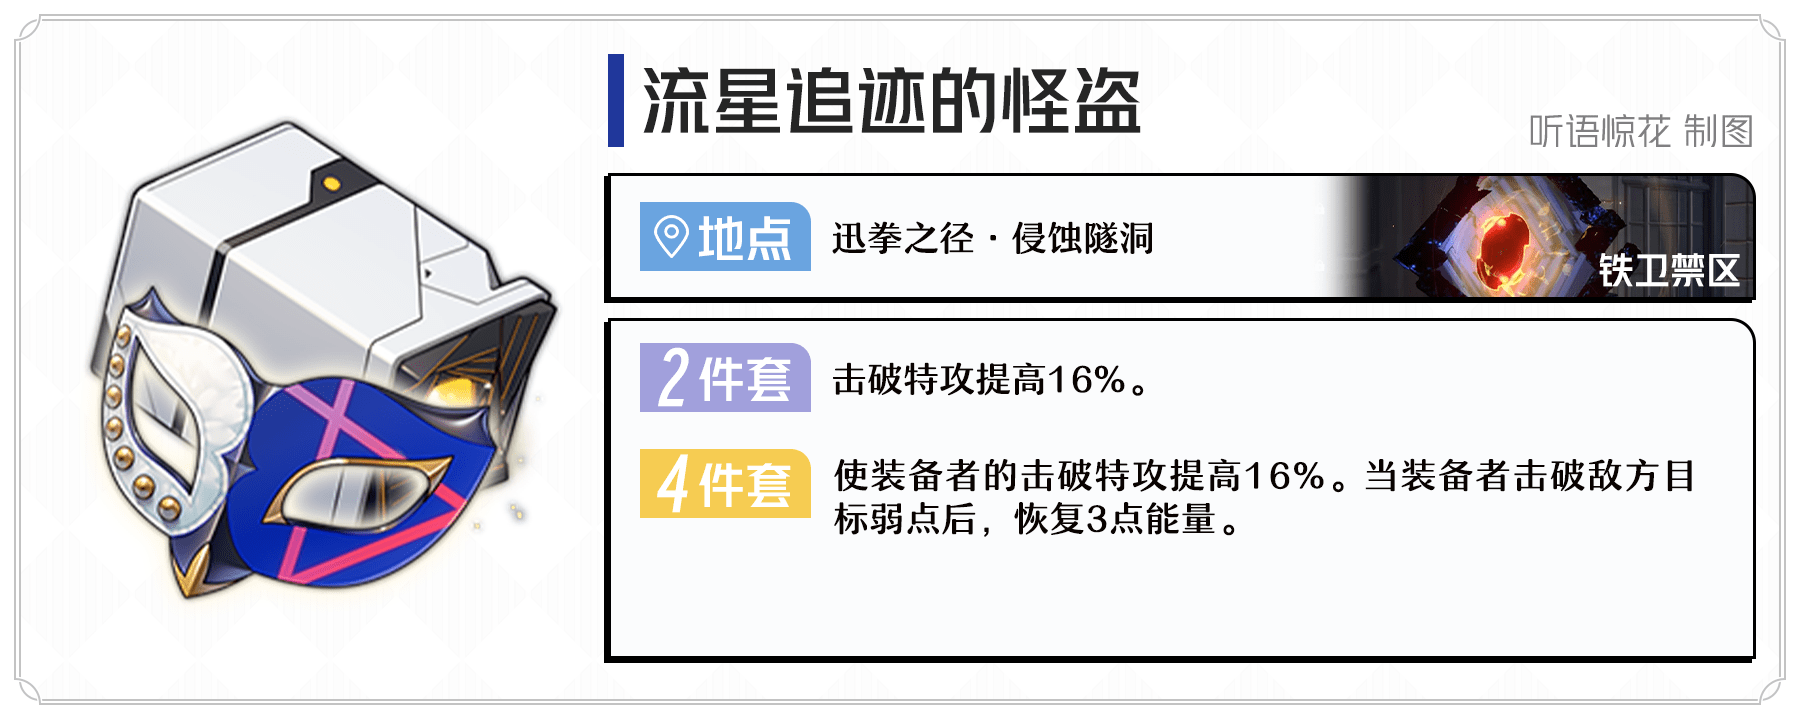 流星追迹的怪盗
听语惊花 制图
地点
迅拳之径·侵蚀隧洞
铁卫禁区
2件套
击破特攻提高16%。
4件套
使装备者的击破特攻提高16%。当装备者击破敌方目
标弱点后，恢复3点能量。